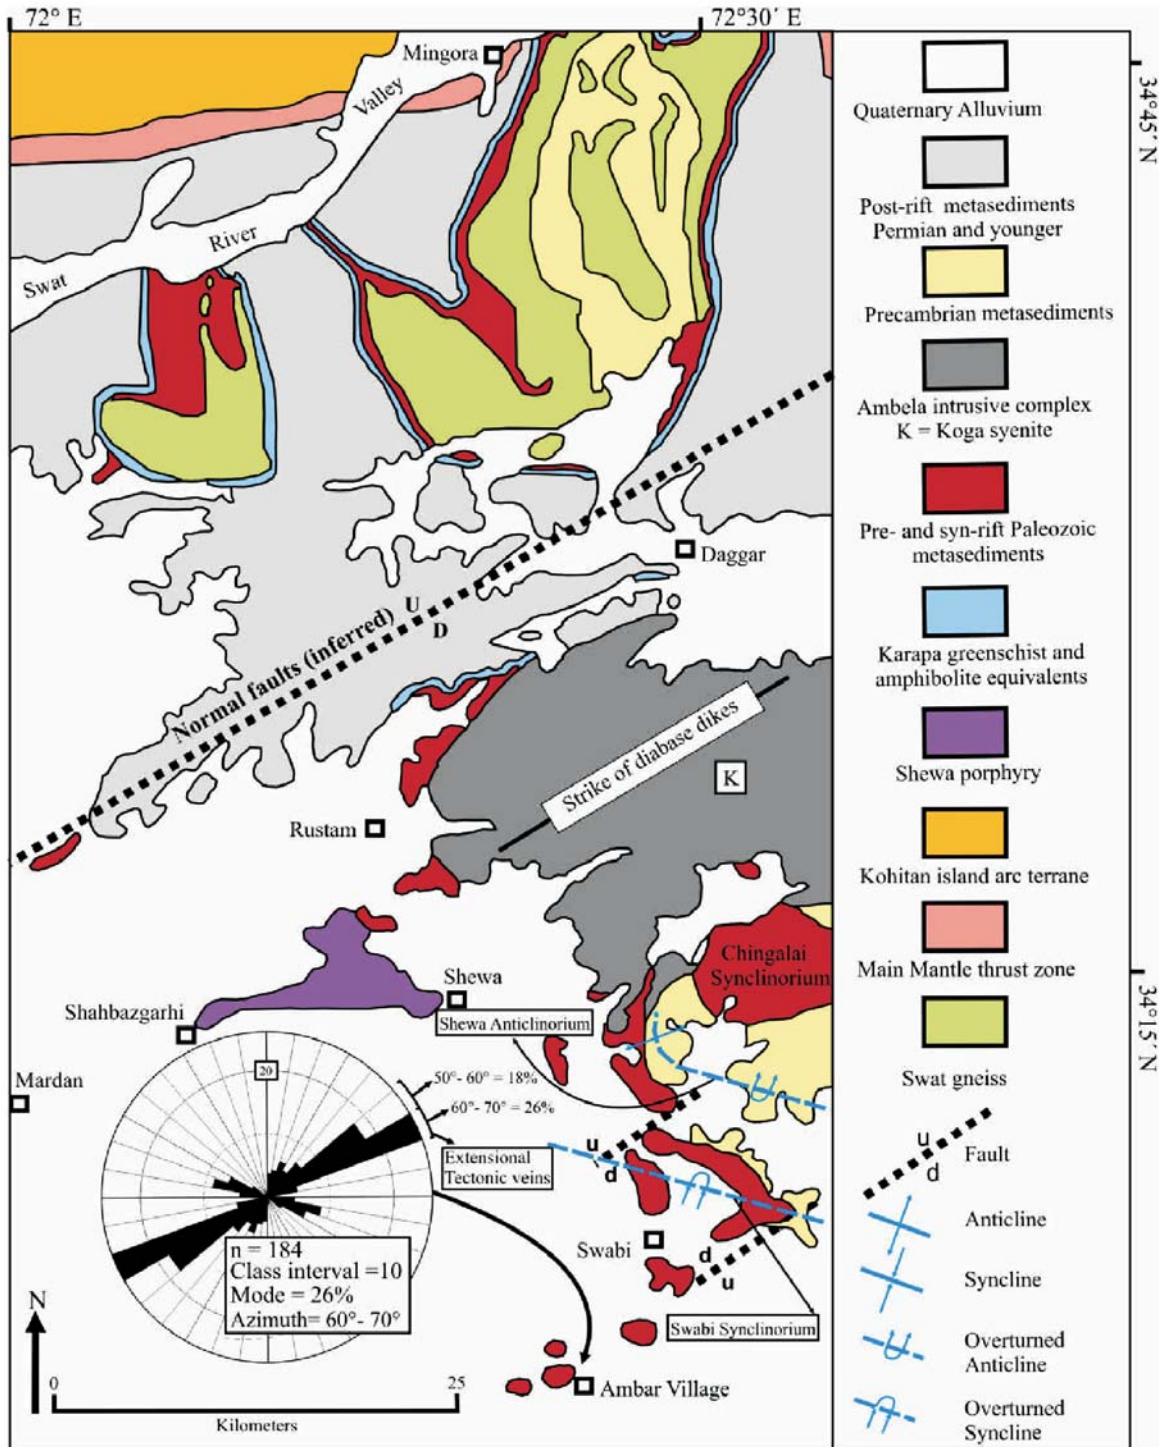 72° E
72°30´ E
Mingora
Valley
River
Swat
34°45´ N
Daggar
U
D
Normal faults (inferred)
Strike of diabase dikes
K
Rustam
Chingalai
Synclinorium
Shewa
Shahbazgarhi
Shewa Anticlinorium
34°15´ N
Mardan
20
50°- 60° = 18%
60°- 70° = 26%
Extensional
Tectonic veins
u
d
Swabi
d
u
n = 184
Class interval =10
Mode = 26%
Azimuth= 60°- 70°
Swabi Synclinorium
N
0
25
Kilometers
Ambar Village
Quaternary Alluvium
Post-rift metasediments
Permian and younger
Precambrian metasediments
Ambela intrusive complex
K = Koga syenite
Pre- and syn-rift Paleozoic
metasediments
Karapa greenschist and
amphibolite equivalents
Shewa porphyry
Kohitan island arc terrane
Main Mantle thrust zone
Swat gneiss
u
d
Fault
Anticline
Syncline
Overturned
Anticline
Overturned
Syncline